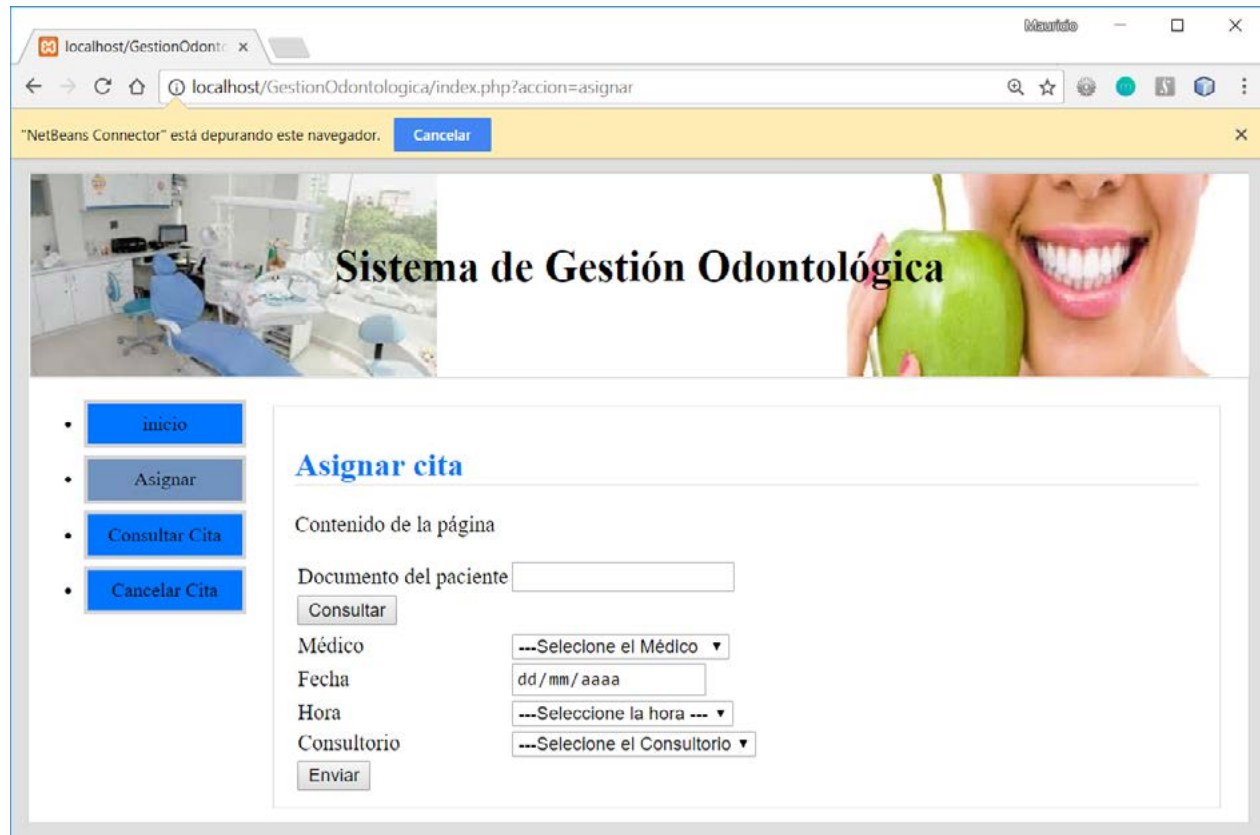 Mauricio
localhost/GestionOdonto
localhost/GestionOdontologica/index.php?accion=asignar
"NetBeans Connector" está depurando este navegador. Cancelar
Sistema de Gestión Odontológica
inicio
Asignar
Consultar Cita
Cancelar Cita
Asignar cita
Contenido de la página
Documento del paciente
Consultar
Médico ---Selecione el Médico
Fecha dd/mm/aaaa
Hora ---Seleccione la hora ---
Consultorio ---Selecione el Consultorio
Enviar